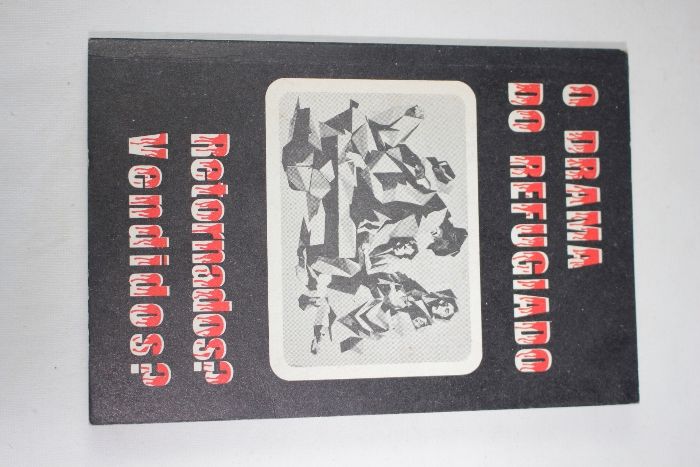 O DRAMA
DO REFUGIADO
Retornados?
Vendidos?